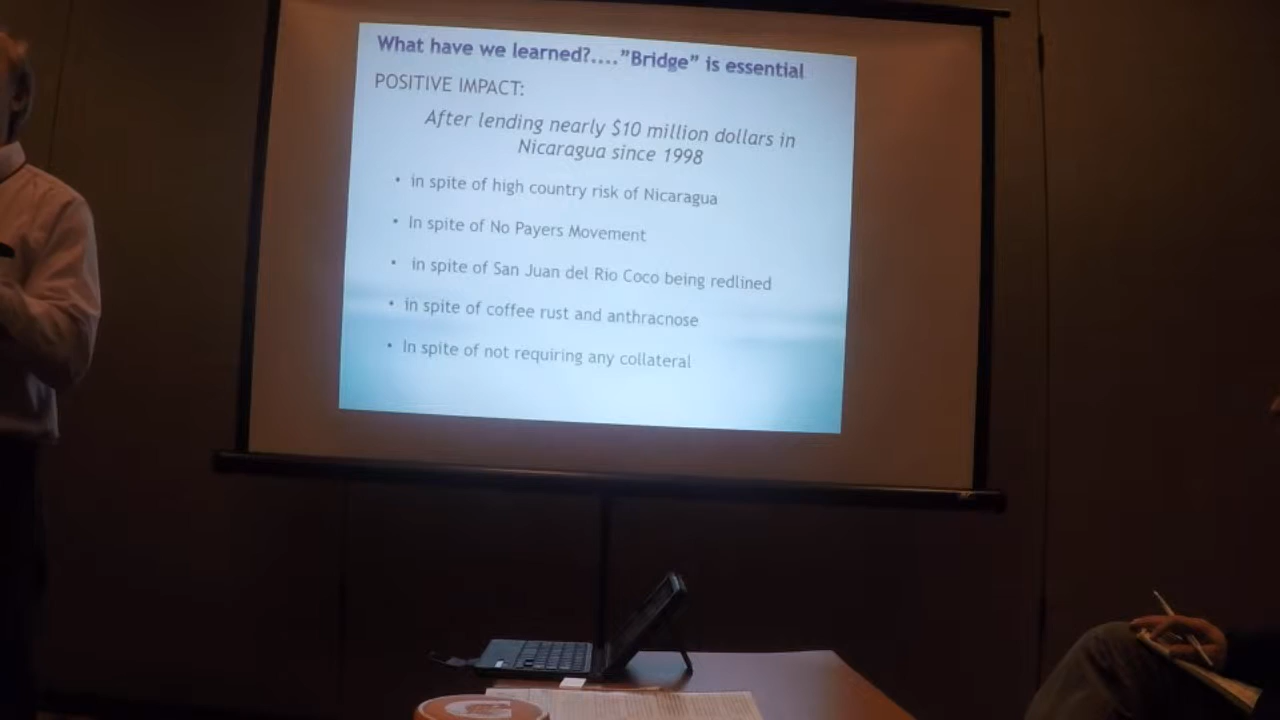 What have we learned?...."Bridge" is essential
POSITIVE IMPACT:
After lending nearly $10 million dollars in
Nicaragua since 1998
• in spite of high country risk of Nicaragua
• In spite of No Payers Movement
• in spite of San Juan del Rio Coco being redlined
• in spite of coffee rust and anthracnose
• In spite of not requiring any collateral